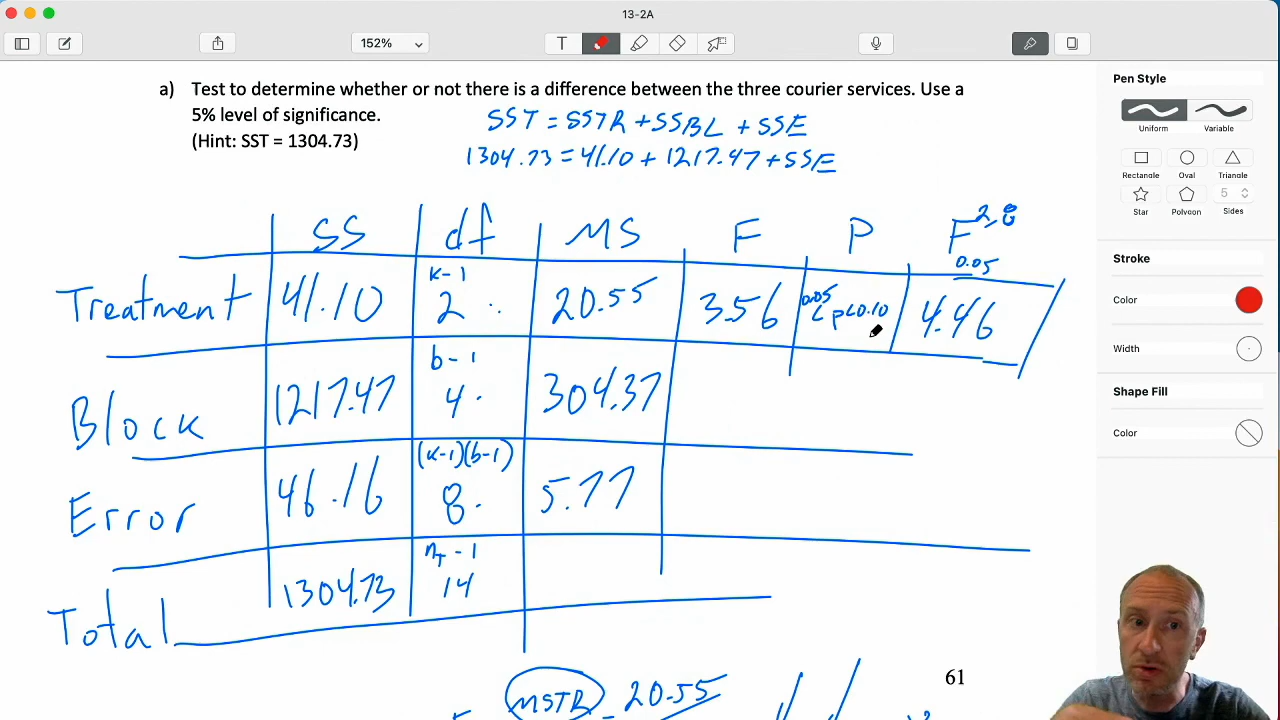 13-2A
152%
T
a) Test to determine whether or not there is a difference between the three courier services. Use a
5% level of significance.
(Hint: SST = 1304.73)
SST = SSTR + SSBL + SSE
1304.73 = 41.10 + 1217.47 + SSE
SS df MS F P F 2,8 0.05
Treatment 41.10 k-1 2 20.55 3.56 0.05 < p < 0.10 4.46
Block 1217.47 b-1 4 304.37
Error 46.16 (k-1)(b-1) 8 5.77
Total 1304.73 nT-1 14
MSTR = 20.55
61
Pen Style
Uniform Variable
Rectangle Oval Triangle
Star Polygon 5 Sides
Stroke
Color
Width
Shape Fill
Color